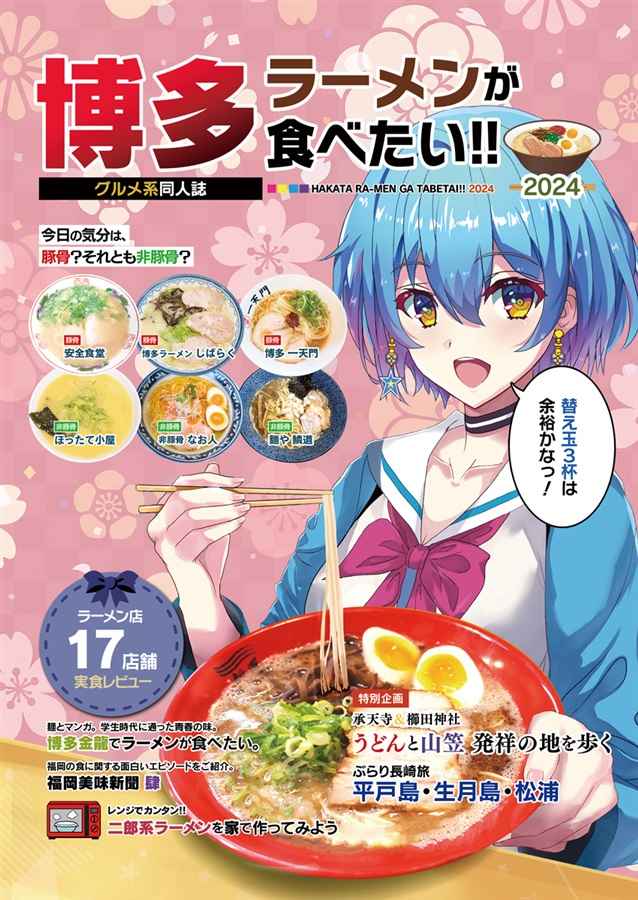 博多
ラーメンが
食べたい!!
グルメ系同人誌
HAKATA RA-MEN GA TABETAI!! 2024
2024
今日の気分は、
豚骨?それとも非豚骨?
豚骨
安全食堂
豚骨
博多ラーメン しばらく
一天門
豚骨
博多 一天門
非豚骨
ほったて小屋
非豚骨 なお人
非豚骨
麺や 鱗道
替え玉3杯は
余裕かなっ!
ラーメン店
17店舗
実食レビュー
特別企画
承天寺&櫛田神社
うどんと山笠 発祥の地を歩く
ぶらり長崎旅
平戸島・生月島・松浦
麺とマンガ。学生時代に通った青春の味。
博多金龍でラーメンが食べたい。
福岡の食に関する面白いエピソードをご紹介。
福岡美味新聞 肆
レンジでカンタン!!
二郎系ラーメンを家で作ってみよう